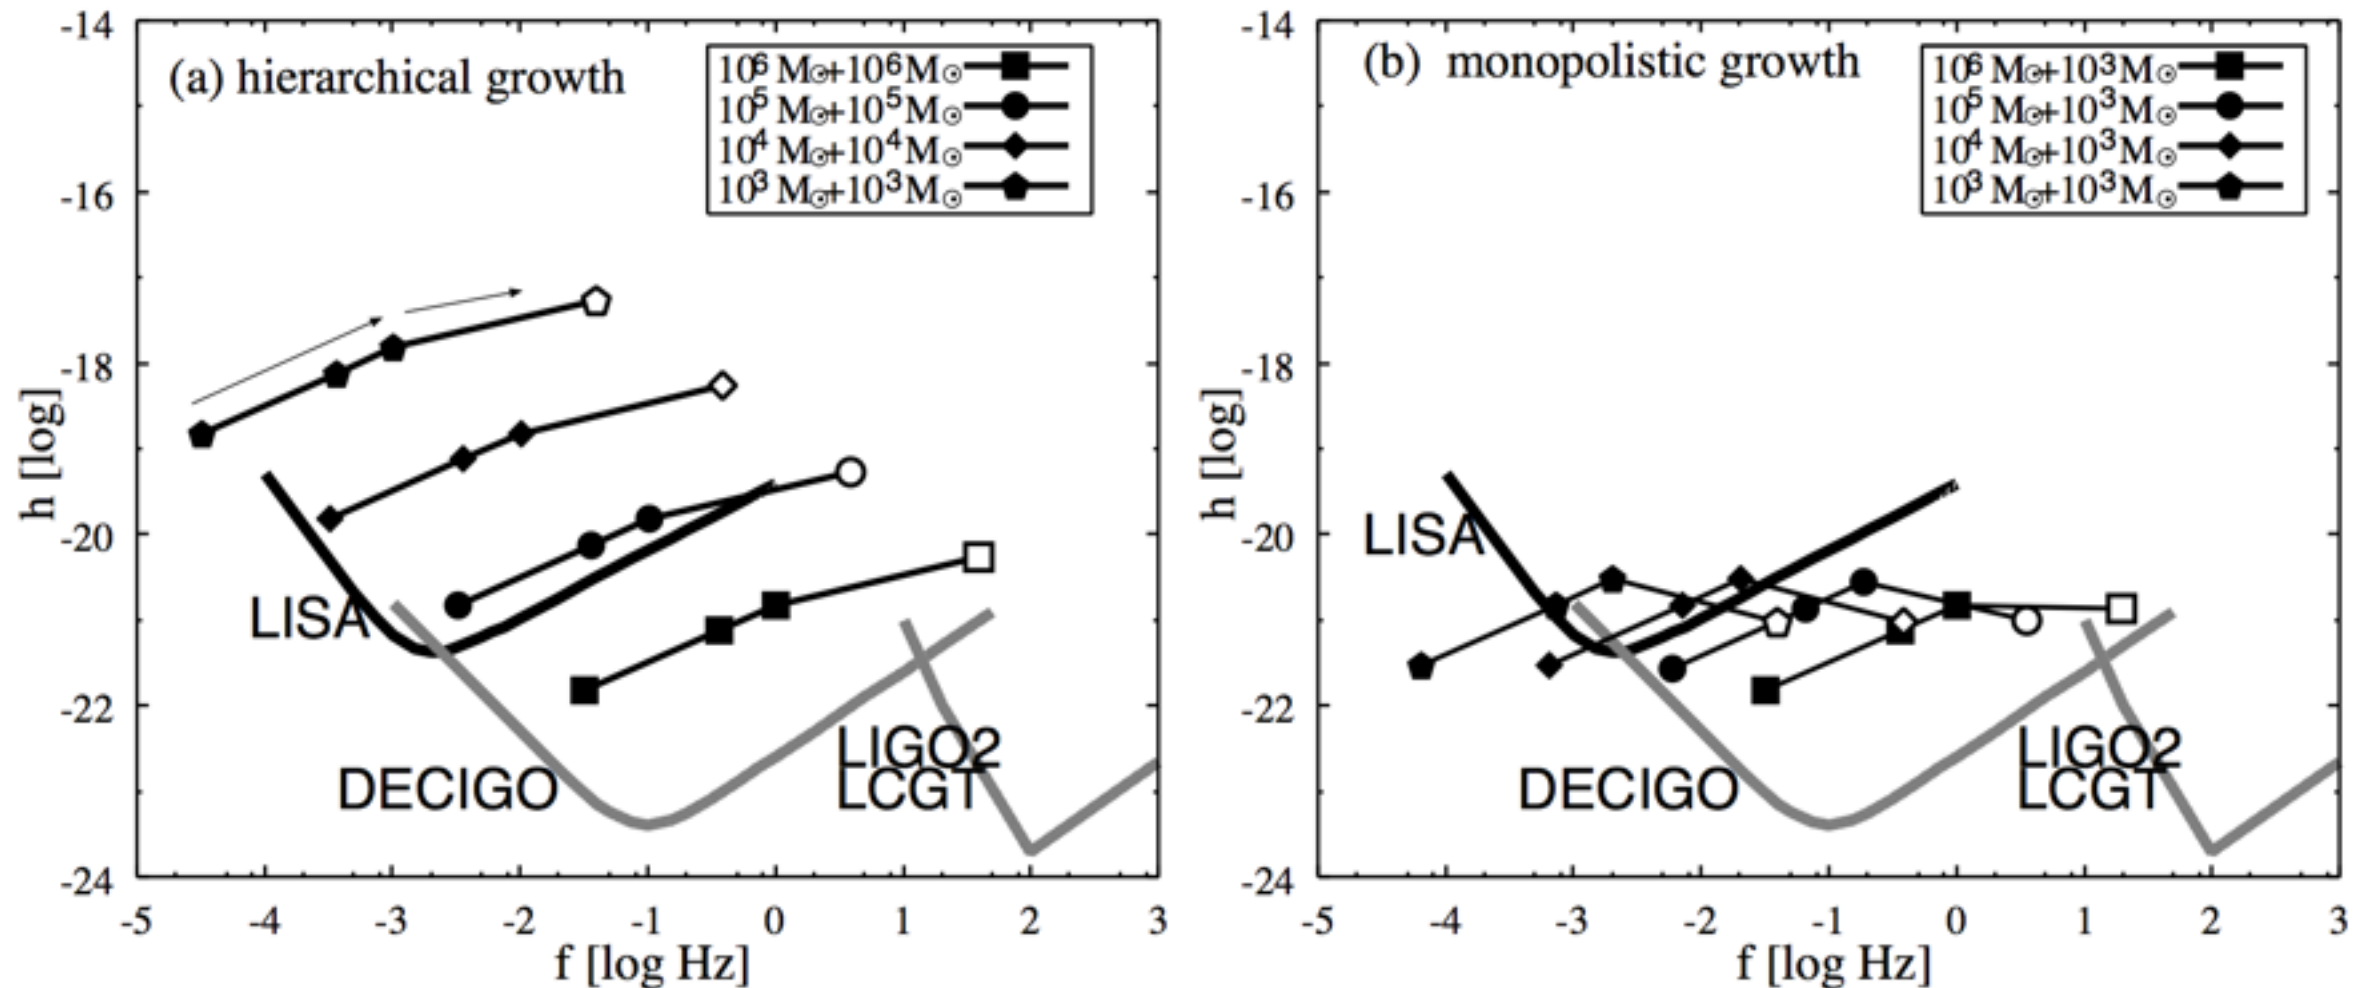 (a) hierarchical growth
10⁶ M☉+10⁶M☉
10⁵ M☉+10⁵M☉
10⁴ M☉+10⁴M☉
10³ M☉+10³M☉
-14
-16
-18
-20
-22
-24
h [log]
LISA
DECIGO
LIGO2
LCGT
-5 -4 -3 -2 -1 0 1 2 3
f [log Hz]
(b) monopolistic growth
10⁶ M☉+10³M☉
10⁵ M☉+10³M☉
10⁴ M☉+10³M☉
10³ M☉+10³M☉
-14
-16
-18
-20
-22
-24
h [log]
LISA
DECIGO
LIGO2
LCGT
-5 -4 -3 -2 -1 0 1 2 3
f [log Hz]